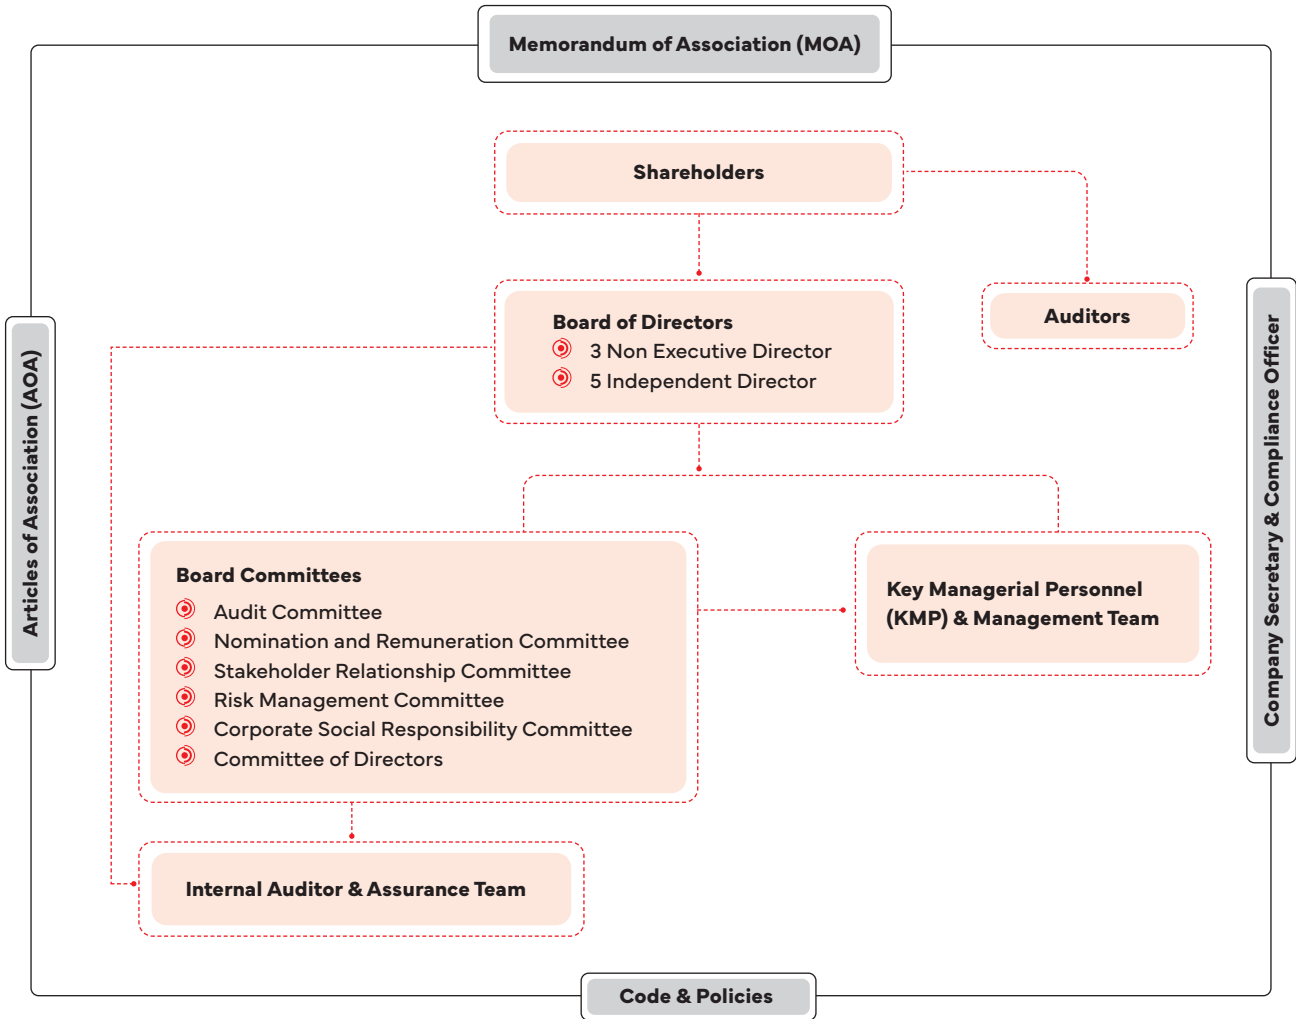 Memorandum of Association (MOA)
Shareholders
Auditors
Board of Directors
3 Non Executive Director
5 Independent Director
Articles of Association (AOA)
Company Secretary & Compliance Officer
Board Committees
Audit Committee
Nomination and Remuneration Committee
Stakeholder Relationship Committee
Risk Management Committee
Corporate Social Responsibility Committee
Committee of Directors
Key Managerial Personnel
(KMP) & Management Team
Internal Auditor & Assurance Team
Code & Policies